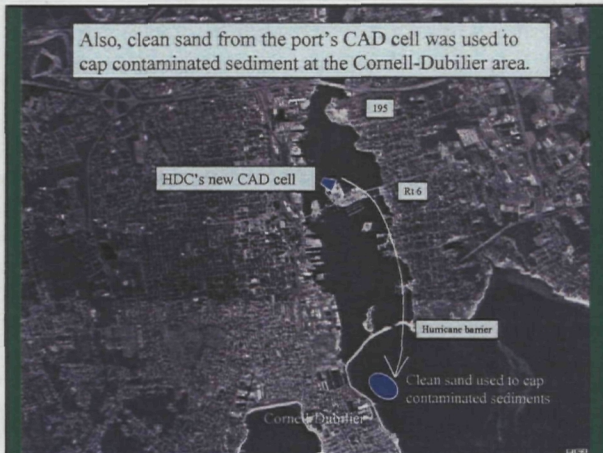 Also, clean sand from the port's CAD cell was used to
cap contaminated sediment at the Cornell-Dubilier area.
I95
HDC's new CAD cell
Rt 6
Hurricane barrier
Clean sand used to cap
contaminated sediments
Cornell-Dubilier